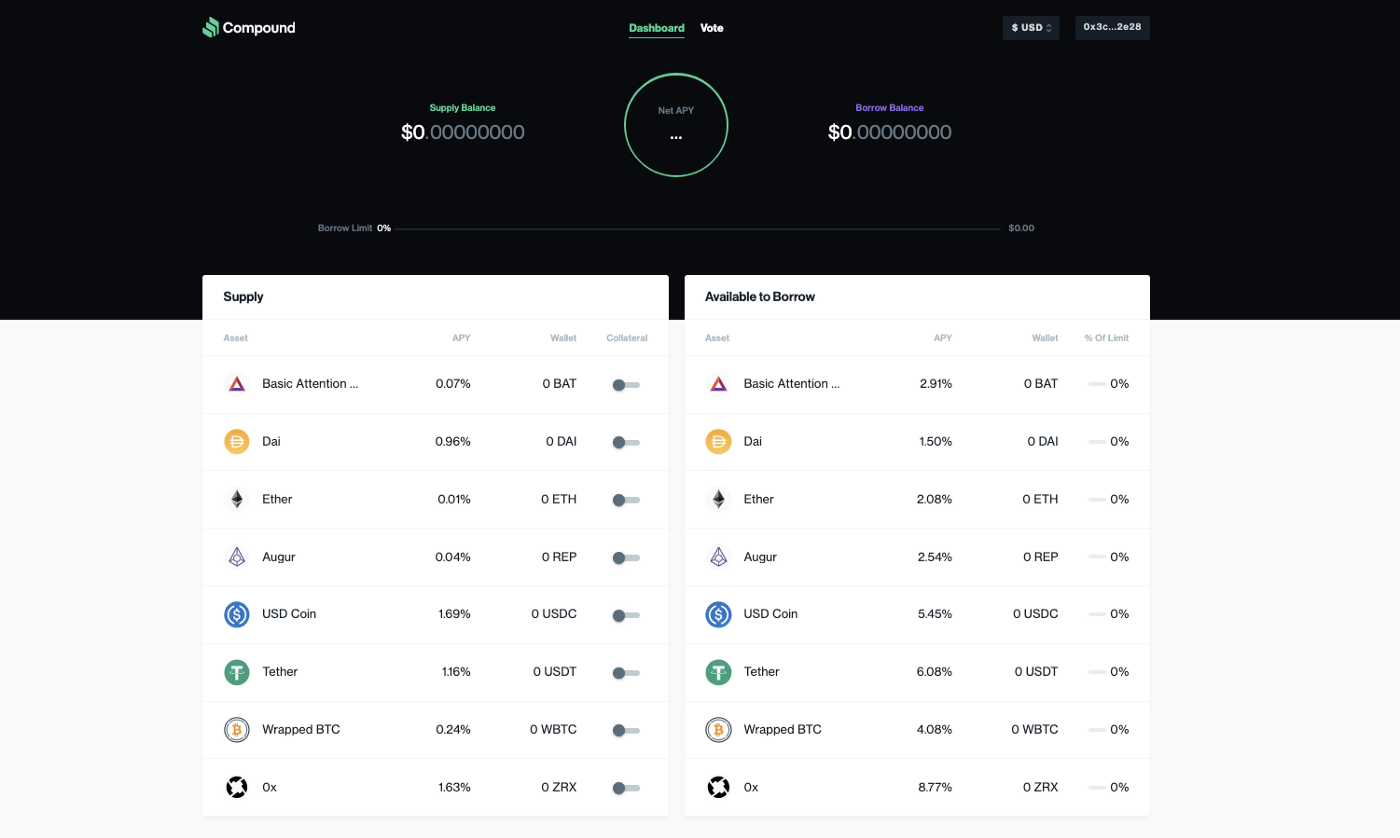 Compound
Dashboard Vote
$ USD 0x3c...2e28
Supply Balance
$0.00000000
Net APY
...
Borrow Balance
$0.00000000
Borrow Limit 0% $0.00
Supply
Asset APY Wallet Collateral
Basic Attention ... 0.07% 0 BAT
Dai 0.96% 0 DAI
Ether 0.01% 0 ETH
Augur 0.04% 0 REP
USD Coin 1.69% 0 USDC
Tether 1.16% 0 USDT
Wrapped BTC 0.24% 0 WBTC
0x 1.63% 0 ZRX
Available to Borrow
Asset APY Wallet % Of Limit
Basic Attention ... 2.91% 0 BAT 0%
Dai 1.50% 0 DAI 0%
Ether 2.08% 0 ETH 0%
Augur 2.54% 0 REP 0%
USD Coin 5.45% 0 USDC 0%
Tether 6.08% 0 USDT 0%
Wrapped BTC 4.08% 0 WBTC 0%
0x 8.77% 0 ZRX 0%